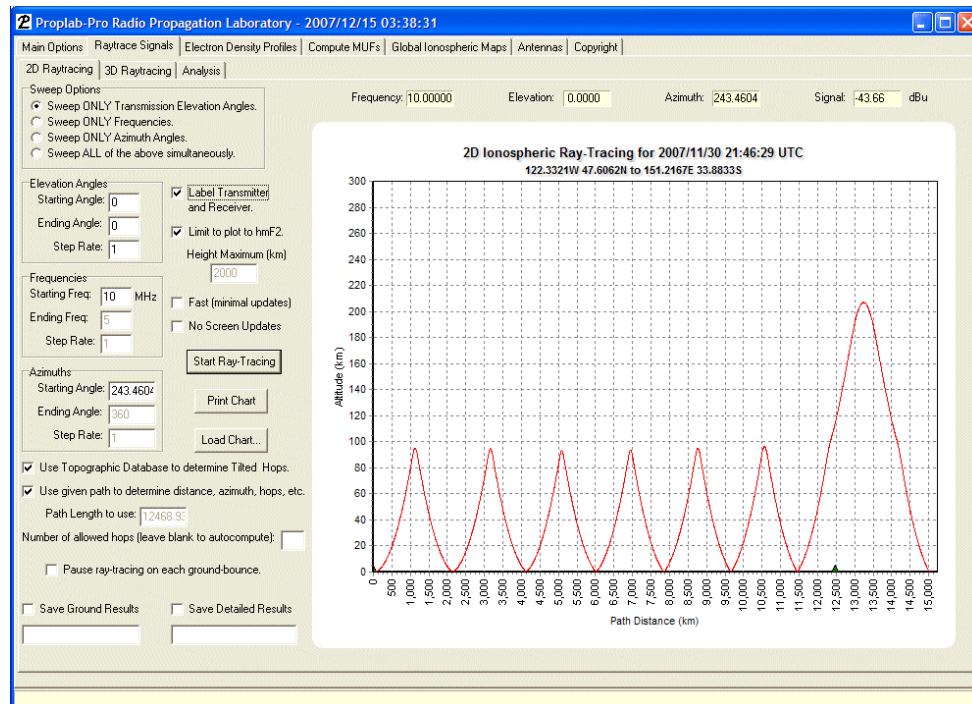 Proplab-Pro Radio Propagation Laboratory - 2007/12/15 03:38:31
Main Options Raytrace Signals Electron Density Profiles Compute MUFs Global Ionospheric Maps Antennas Copyright
2D Raytracing 3D Raytracing Analysis
Sweep Options
Sweep ONLY Transmission Elevation Angles.
Sweep ONLY Frequencies.
Sweep ONLY Azimuth Angles.
Sweep ALL of the above simultaneously.
Elevation Angles
Starting Angle: 0
Ending Angle: 0
Step Rate: 1
Label Transmitter
and Receiver.
Limit to plot to hmF2.
Height Maximum (km)
2000
Frequencies
Starting Freq: 10 MHz
Ending Freq: 5
Step Rate: 1
Fast (minimal updates)
No Screen Updates
Start Ray-Tracing
Azimuths
Starting Angle: 243.4604
Ending Angle: 360
Step Rate: 1
Print Chart
Load Chart...
Use Topographic Database to determine Tilted Hops.
Use given path to determine distance, azimuth, hops, etc.
Path Length to use: 12468.93
Number of allowed hops (leave blank to autocompute):
Pause ray-tracing on each ground-bounce.
Save Ground Results
Save Detailed Results
Frequency: 10.00000 Elevation: 0.0000 Azimuth: 243.4604 Signal: -43.66 dBu
2D Ionospheric Ray-Tracing for 2007/11/30 21:46:29 UTC
122.3321W 47.6062N to 151.2167E 33.8833S
300
280
260
240
220
200
180
160
140
120
100
80
60
40
20
0
Altitude (km)
0 500 1,000 1,500 2,000 2,500 3,000 3,500 4,000 4,500 5,000 5,500 6,000 6,500 7,000 7,500 8,000 8,500 9,000 9,500 10,000 10,500 11,000 11,500 12,000 12,500 13,000 13,500 14,000 14,500 15,000
Path Distance (km)